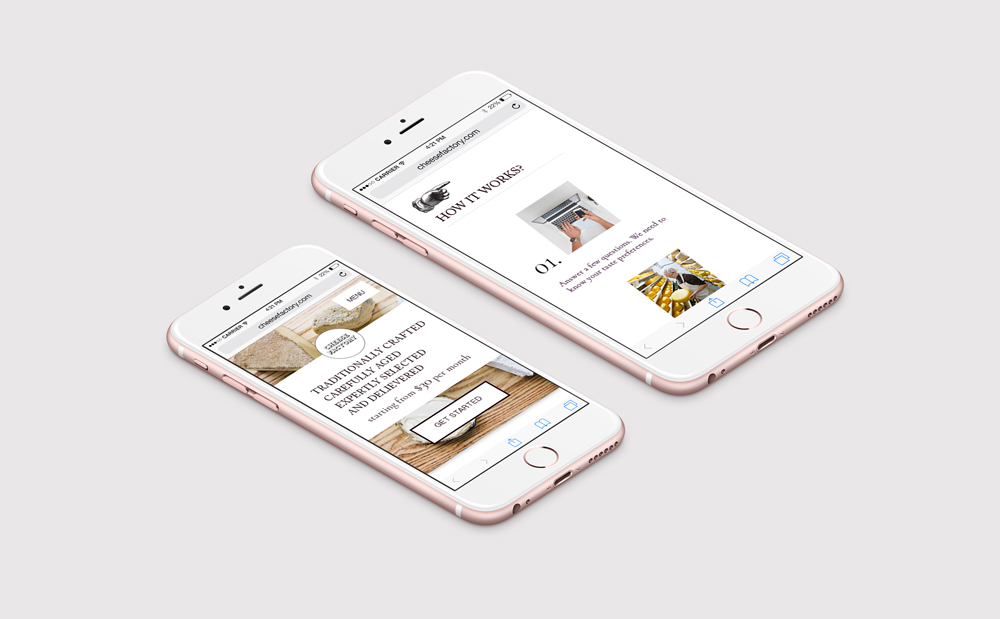 CARRIER
4:21 PM
22%
cheesefactory.com
MENU
CHEESE
FACTORY
TRADITIONALLY CRAFTED
CAREFULLY AGED
EXPERTLY SELECTED
AND DELIEVERED
starting from $30 per month
GET STARTED
CARRIER
4:21 PM
22%
cheesefactory.com
HOW IT WORKS?
01.
Answer a few questions. We need to
know your taste preferences.